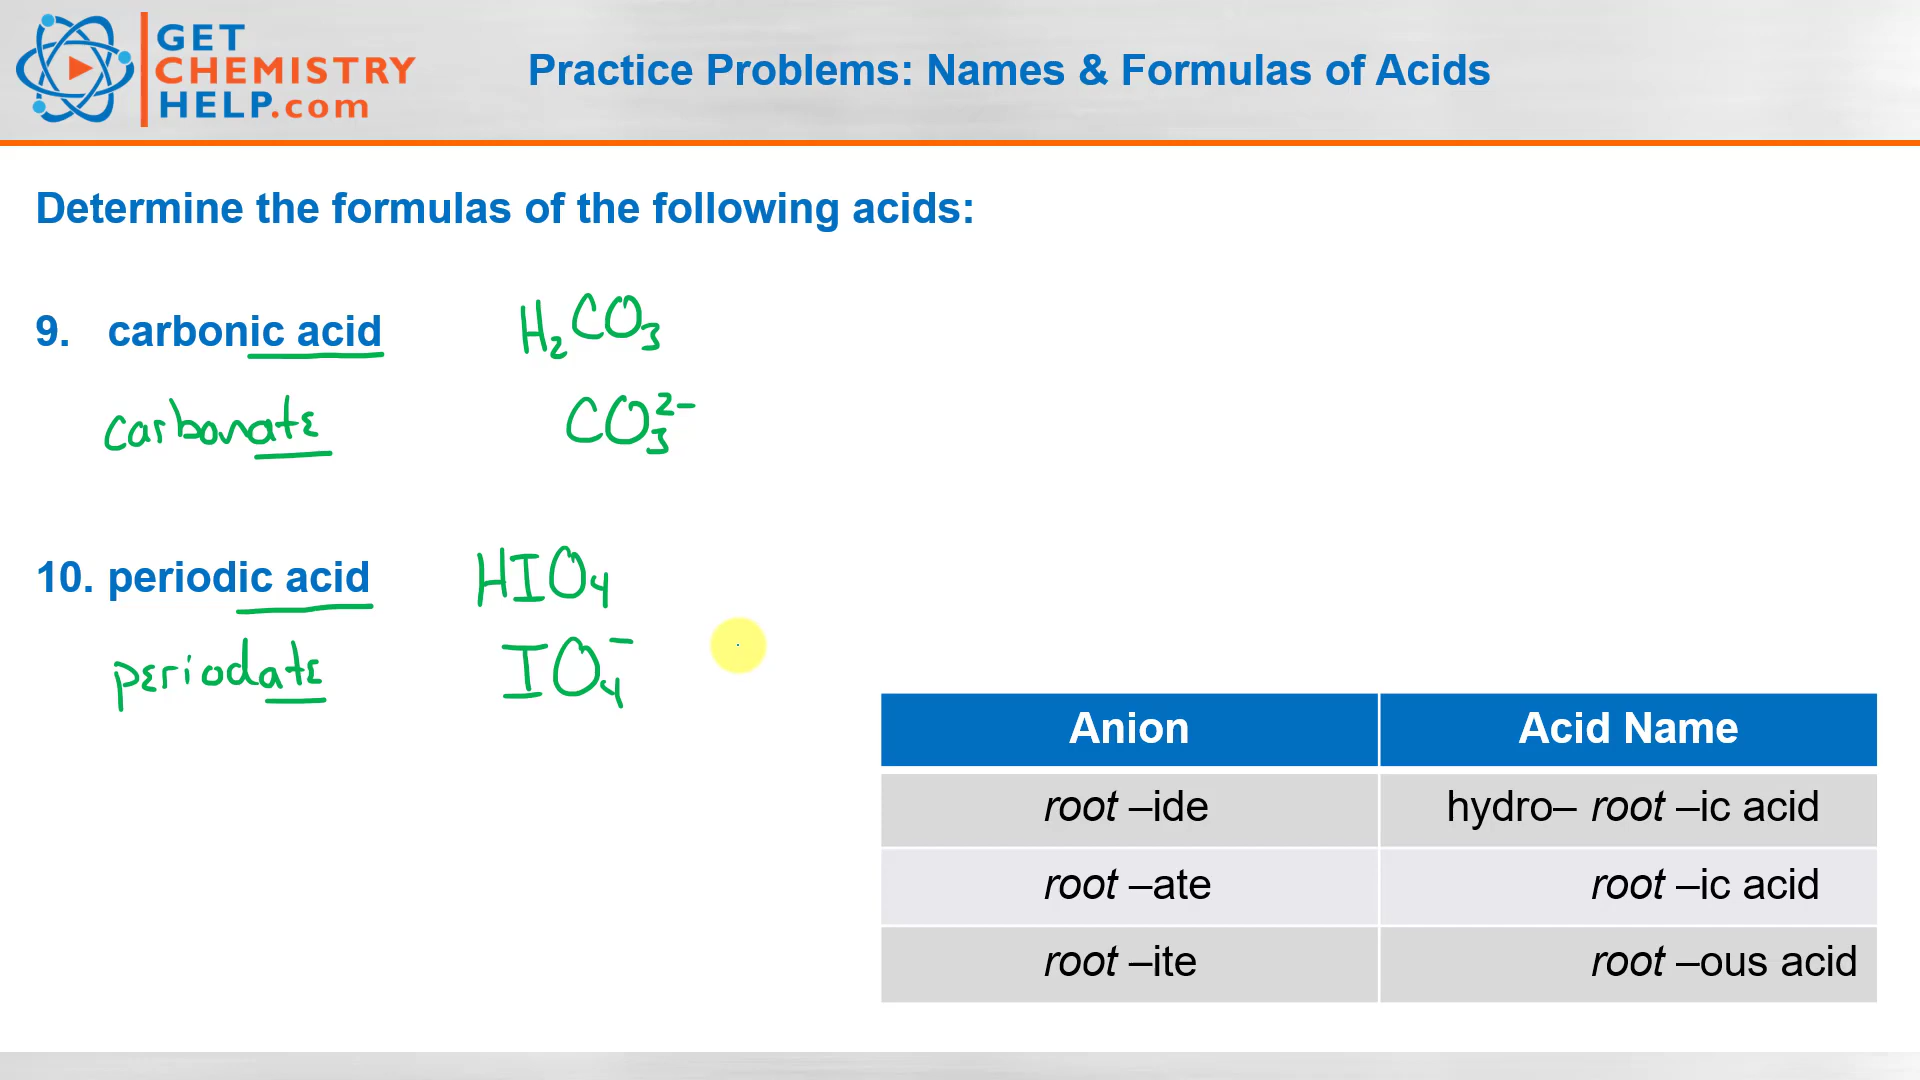 GET
CHEMISTRY
HELP.com
Practice Problems: Names & Formulas of Acids
Determine the formulas of the following acids:
9. carbonic acid H₂CO₃
carbonate CO₃²⁻
10. periodic acid HIO₄
periodate IO₄⁻
Anion Acid Name
root –ide hydro– root –ic acid
root –ate root –ic acid
root –ite root –ous acid